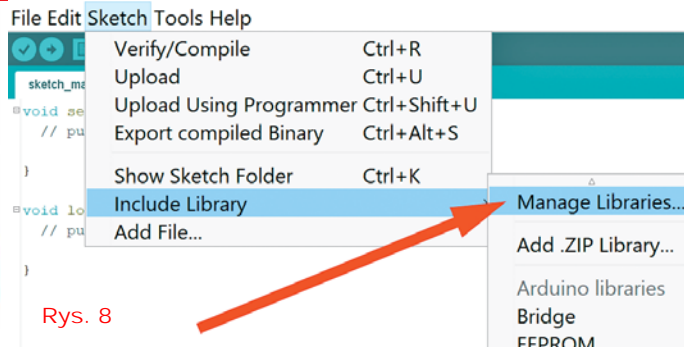 File Edit Sketch Tools Help
sketch_ma
Verify/Compile Ctrl+R
Upload Ctrl+U
Upload Using Programmer Ctrl+Shift+U
Export compiled Binary Ctrl+Alt+S
Show Sketch Folder Ctrl+K
Include Library
Add File...
void se
// pu
}
void lo
// pu
}
Manage Libraries...
Add .ZIP Library...
Arduino libraries
Bridge
EEPROM
Rys. 8